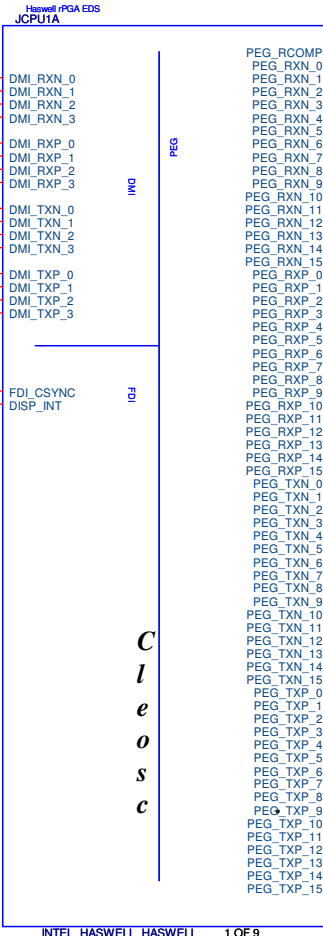 Haswell rPGA EDS
JCPU1A
DMI_RXN_0
DMI_RXN_1
DMI_RXN_2
DMI_RXN_3
DMI_RXP_0
DMI_RXP_1
DMI_RXP_2
DMI_RXP_3
DMI_TXN_0
DMI_TXN_1
DMI_TXN_2
DMI_TXN_3
DMI_TXP_0
DMI_TXP_1
DMI_TXP_2
DMI_TXP_3
DMI
FDI_CSYNC
DISP_INT
FDI
PEG
PEG_RCOMP
PEG_RXN_0
PEG_RXN_1
PEG_RXN_2
PEG_RXN_3
PEG_RXN_4
PEG_RXN_5
PEG_RXN_6
PEG_RXN_7
PEG_RXN_8
PEG_RXN_9
PEG_RXN_10
PEG_RXN_11
PEG_RXN_12
PEG_RXN_13
PEG_RXN_14
PEG_RXN_15
PEG_RXP_0
PEG_RXP_1
PEG_RXP_2
PEG_RXP_3
PEG_RXP_4
PEG_RXP_5
PEG_RXP_6
PEG_RXP_7
PEG_RXP_8
PEG_RXP_9
PEG_RXP_10
PEG_RXP_11
PEG_RXP_12
PEG_RXP_13
PEG_RXP_14
PEG_RXP_15
PEG_TXN_0
PEG_TXN_1
PEG_TXN_2
PEG_TXN_3
PEG_TXN_4
PEG_TXN_5
PEG_TXN_6
PEG_TXN_7
PEG_TXN_8
PEG_TXN_9
PEG_TXN_10
PEG_TXN_11
PEG_TXN_12
PEG_TXN_13
PEG_TXN_14
PEG_TXN_15
PEG_TXP_0
PEG_TXP_1
PEG_TXP_2
PEG_TXP_3
PEG_TXP_4
PEG_TXP_5
PEG_TXP_6
PEG_TXP_7
PEG_TXP_8
PEG_TXP_9
PEG_TXP_10
PEG_TXP_11
PEG_TXP_12
PEG_TXP_13
PEG_TXP_14
PEG_TXP_15
C
l
e
o
s
c
INTEL_HASWELL_HASWELL 1 OF 9